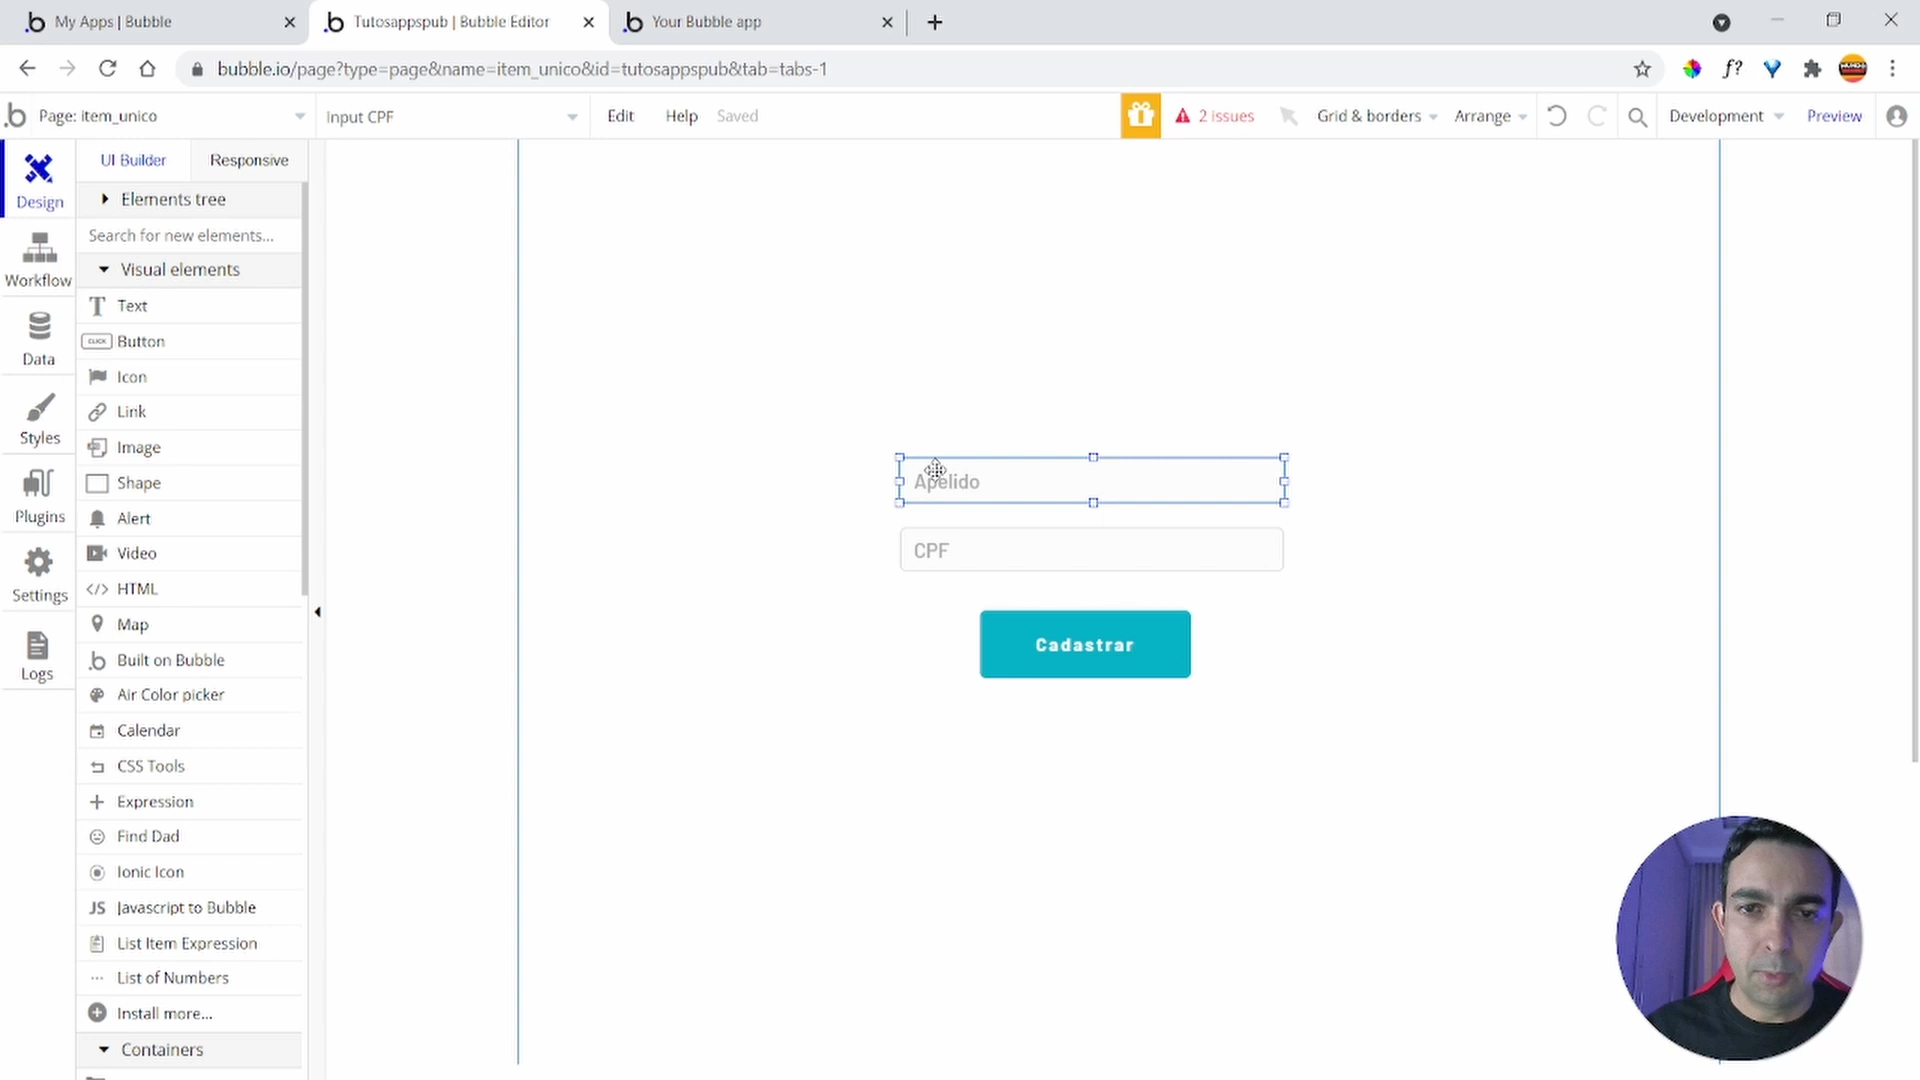 My Apps | Bubble
Tutosappspub | Bubble Editor
Your Bubble app
bubble.io/page?type=page&name=item_unico&id=tutosappspub&tab=tabs-1
Page: item_unico
Input CPF
Edit
Help
Saved
2 issues
Grid & borders
Arrange
Development
Preview
Design
Workflow
Data
Styles
Plugins
Settings
Logs
UI Builder
Responsive
Elements tree
Search for new elements...
Visual elements
Text
CLICK Button
Icon
Link
Image
Shape
Alert
Video
HTML
Map
Built on Bubble
Air Color picker
Calendar
CSS Tools
Expression
Find Dad
Ionic Icon
JS Javascript to Bubble
List Item Expression
List of Numbers
Install more...
Containers
Apelido
CPF
Cadastrar